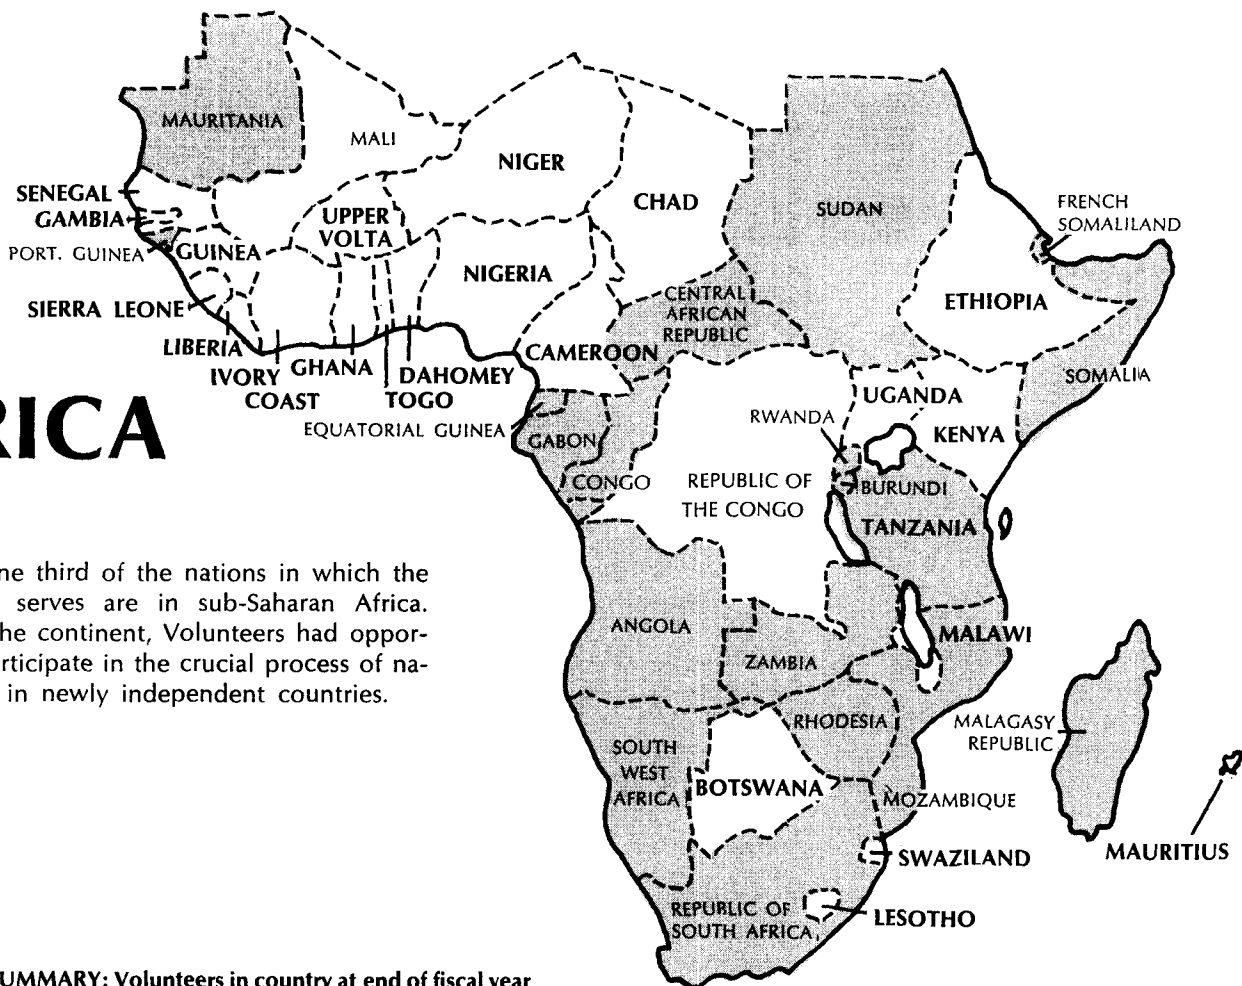 MAURITANIA
MALI
NIGER
CHAD
SUDAN
SENEGAL
GAMBIA
PORT. GUINEA
GUINEA
UPPER
VOLTA
NIGERIA
FRENCH
SOMALILAND
SIERRA LEONE
CENTRAL
AFRICAN
REPUBLIC
ETHIOPIA
LIBERIA
IVORY
COAST
GHANA
DAHOMEY
TOGO
CAMEROON
SOMALIA
UGANDA
RWANDA
KENYA
EQUATORIAL GUINEA
GABON
CONGO
REPUBLIC OF
THE CONGO
BURUNDI
TANZANIA
RICA
ne third of the nations in which the
serves are in sub-Saharan Africa.
he continent, Volunteers had oppor-
articipate in the crucial process of na-
in newly independent countries.
ANGOLA
MALAWI
ZAMBIA
RHODESIA
MALAGASY
REPUBLIC
SOUTH
WEST
AFRICA
BOTSWANA
MOZAMBIQUE
MAURITIUS
SWAZILAND
REPUBLIC OF
SOUTH AFRICA
LESOTHO
UMMARY: Volunteers in country at end of fiscal year